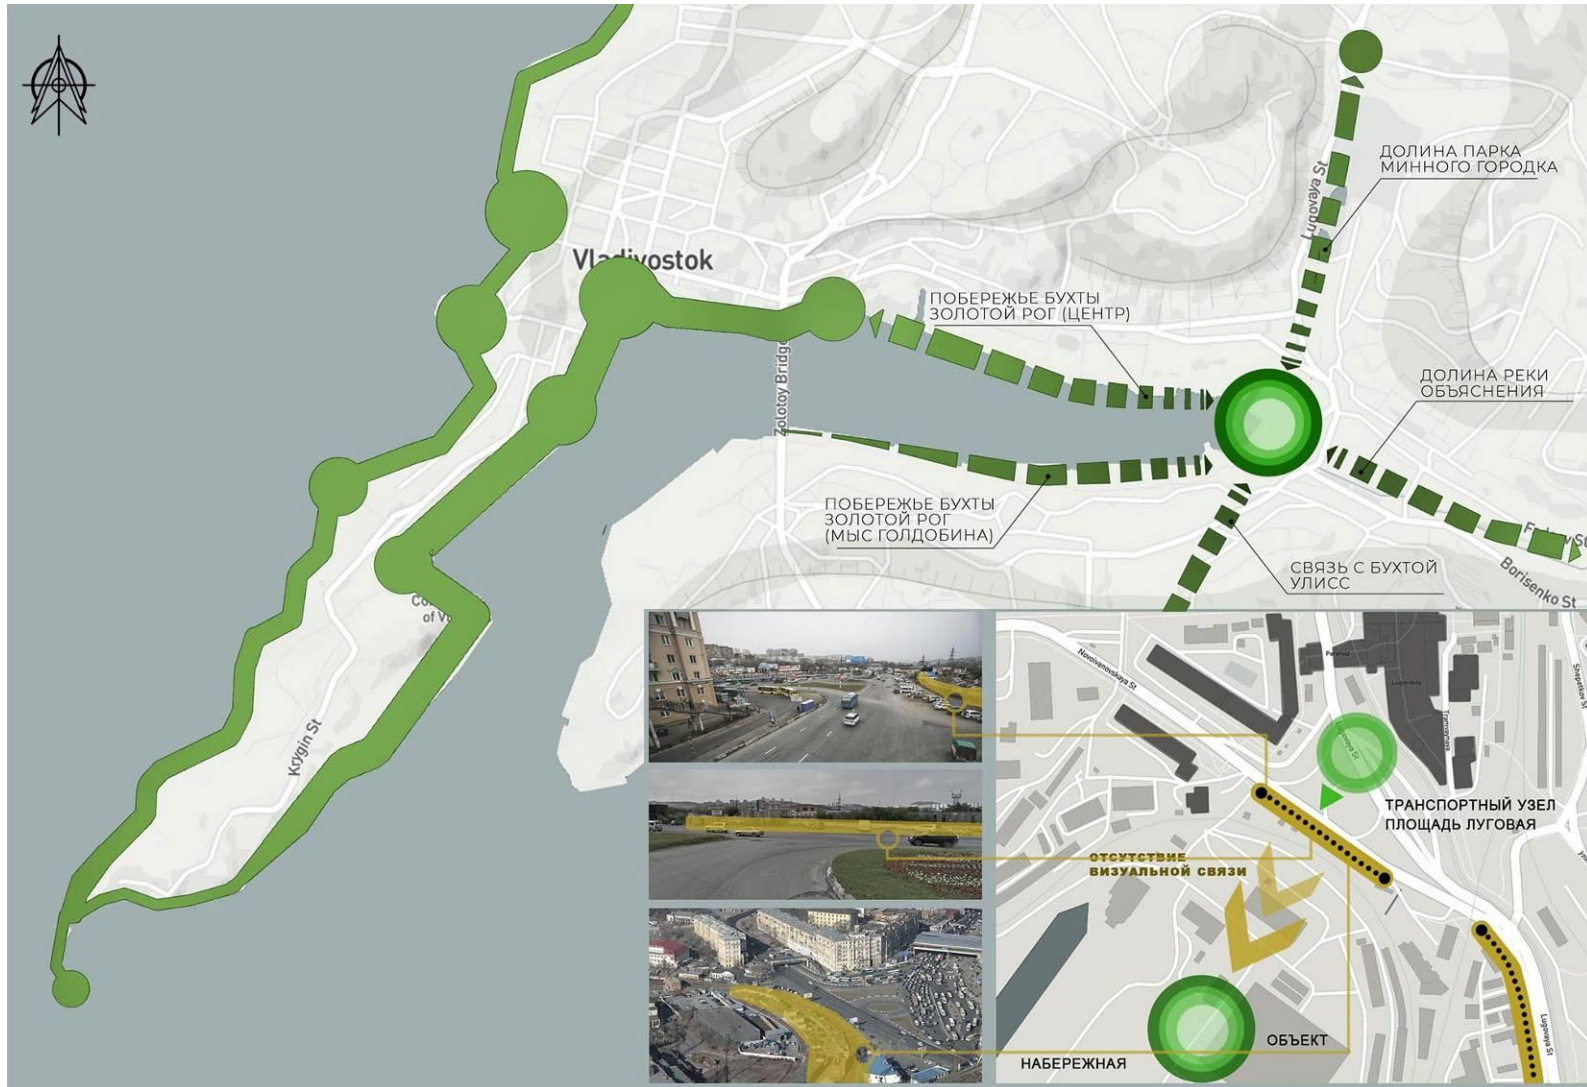 ДОЛИНА ПАРКА
МИННОГО ГОРОДКА
Lugovaya St
Vladivostok
ПОБЕРЕЖЬЕ БУХТЫ
ЗОЛОТОЙ РОГ (ЦЕНТР)
Zolotoy Bridge
ДОЛИНА РЕКИ
ОБЪЯСНЕНИЯ
ПОБЕРЕЖЬЕ БУХТЫ
ЗОЛОТОЙ РОГ
(МЫС ГОЛДОБИНА)
СВЯЗЬ С БУХТОЙ
УЛИСС
Borisenko St
Krygin St
Novoivanovskaya St
ТРАНСПОРТНЫЙ УЗЕЛ
ПЛОЩАДЬ ЛУГОВАЯ
ОТСУТСТВИЕ
ВИЗУАЛЬНОЙ СВЯЗИ
Lugovaya St
ОБЪЕКТ
НАБЕРЕЖНАЯ